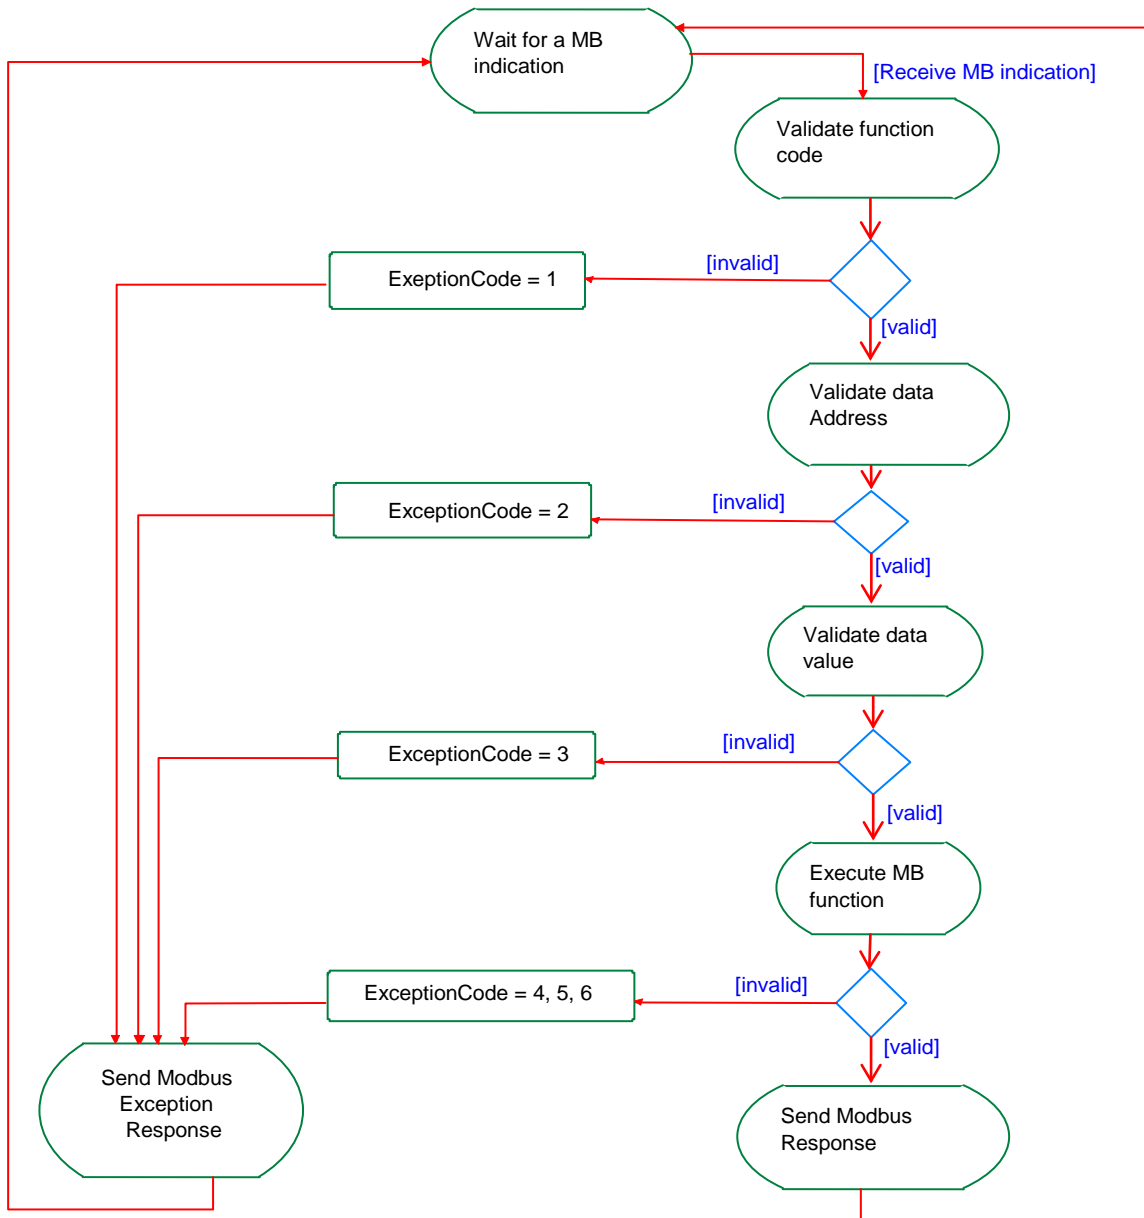 Wait for a MB
indication
[Receive MB indication]
Validate function
code
[invalid]
ExeptionCode = 1
[valid]
Validate data
Address
[invalid]
ExceptionCode = 2
[valid]
Validate data
value
[invalid]
ExceptionCode = 3
[valid]
Execute MB
function
[invalid]
ExceptionCode = 4, 5, 6
[valid]
Send Modbus
Exception
Response
Send Modbus
Response